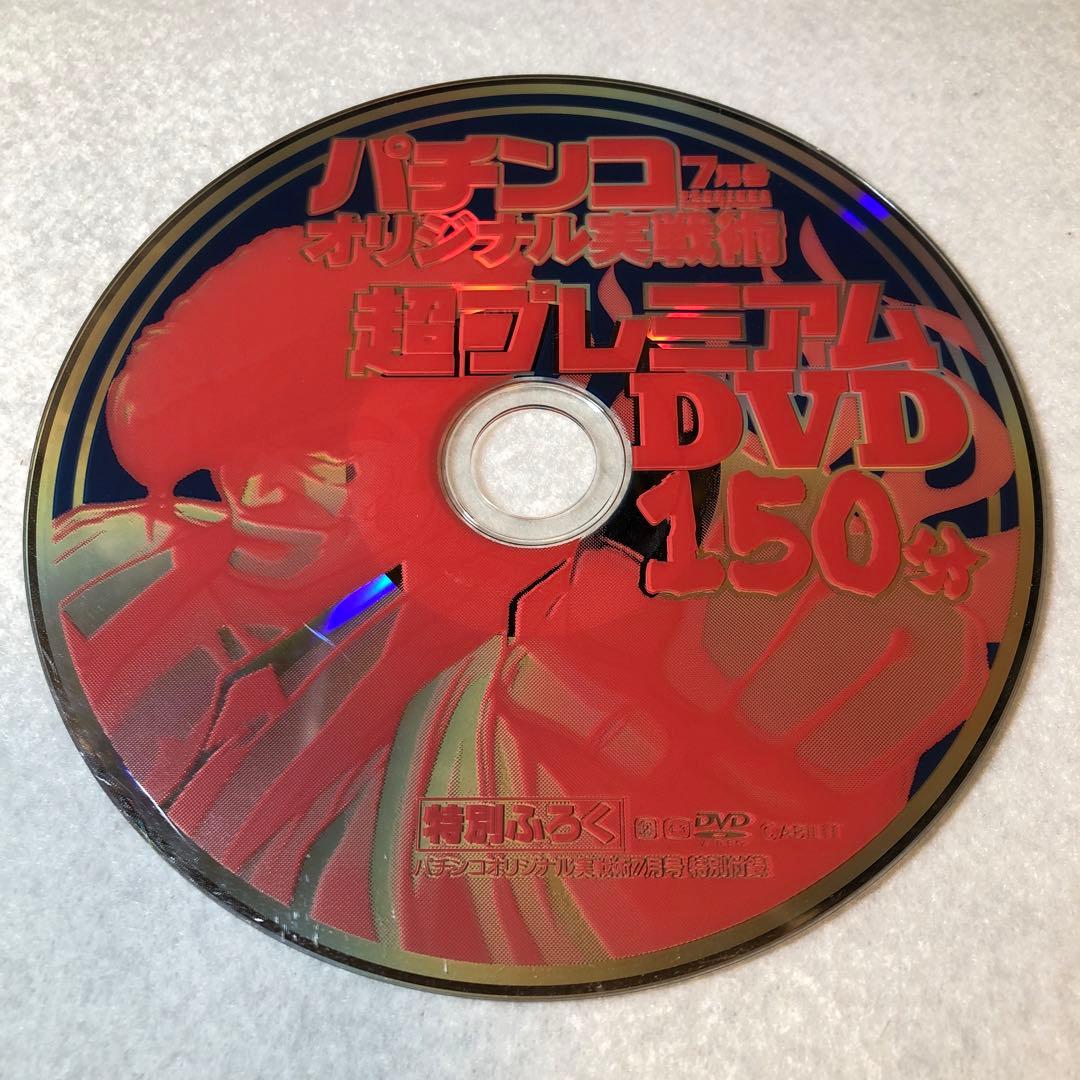 パチンコ 7月号
オリジナル実戦術
超プレミアム
DVD
150分
特別ふろく
DVD
©ABILIT
パチンコオリジナル実戦術7月号 特別付録